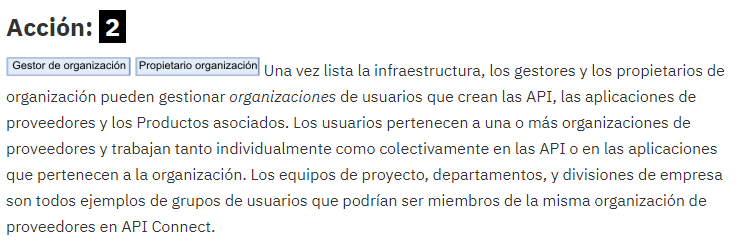 Acción: 2
Gestor de organización Propietario organización Una vez lista la infraestructura, los gestores y los propietarios de
organización pueden gestionar organizaciones de usuarios que crean las API, las aplicaciones de
proveedores y los Productos asociados. Los usuarios pertenecen a una o más organizaciones de
proveedores y trabajan tanto individualmente como colectivamente en las API o en las aplicaciones
que pertenecen a la organización. Los equipos de proyecto, departamentos, y divisiones de empresa
son todos ejemplos de grupos de usuarios que podrían ser miembros de la misma organización de
proveedores en API Connect.